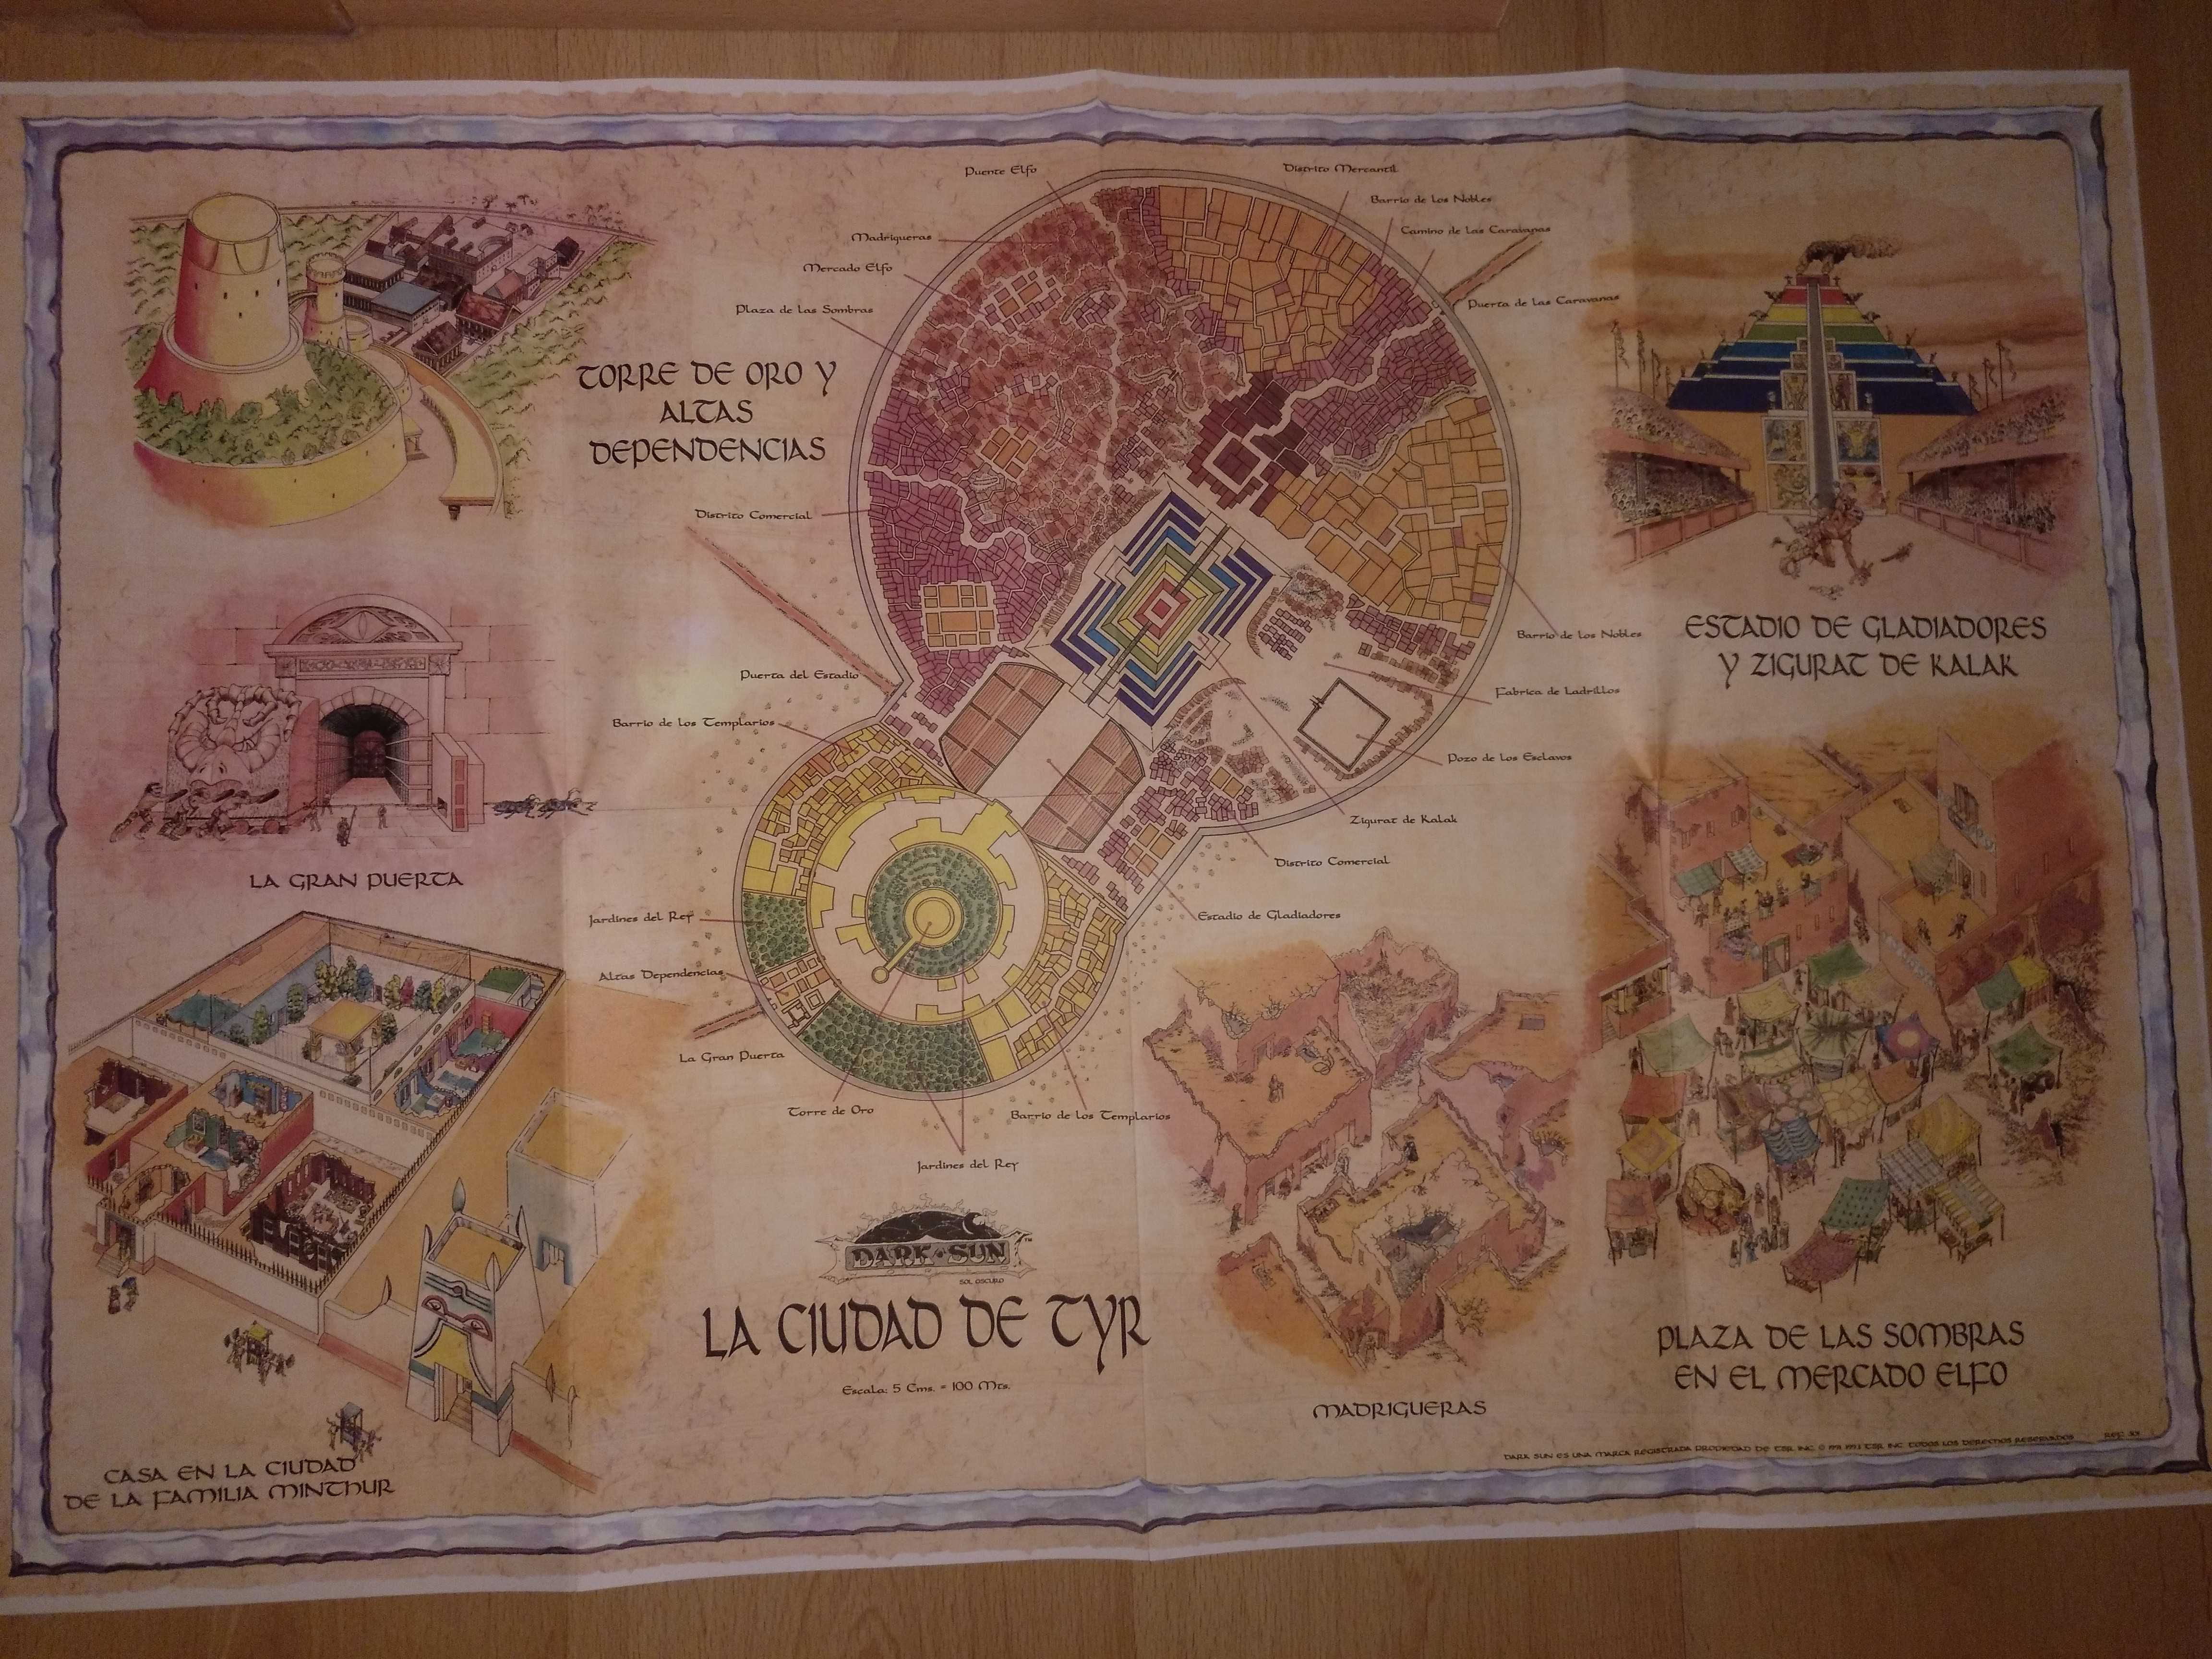 Puente Elfo
Distrito Mercantil
Barrio de los Nobles
Camino de las Caravanas
Madrigueras
Mercado Elfo
Plaza de las Sombras
Puerta de las Caravanas
TORRE DE ORO Y
ALTAS
DEPENDENCIAS
Distrito Comercial
Barrio de los Nobles
ESTADIO DE GLADIADORES
Y ZIGURAT DE KALAK
Puerta del Estadio
Fabrica de Ladrillos
Barrio de los Templarios
Pozo de los Esclavos
Zigurat de Kalak
Distrito Comercial
LA GRAN PUERTA
Jardines del Rey
Estadio de Gladiadores
Altas Dependencias
La Gran Puerta
Torre de Oro
Barrio de los Templarios
Jardines del Rey
DARK SUN™
SOL OSCURO
LA CIUDAD DE TYR
Escala: 5 Cms. = 100 Mts.
MADRIGUERAS
PLAZA DE LAS SOMBRAS
EN EL MERCADO ELFO
CASA EN LA CIUDAD
DE LA FAMILIA MINTHUR
DARK SUN ES UNA MARCA REGISTRADA PROPIEDAD DE TSR, INC. © TSR, INC. TODOS LOS DERECHOS RESERVADOS